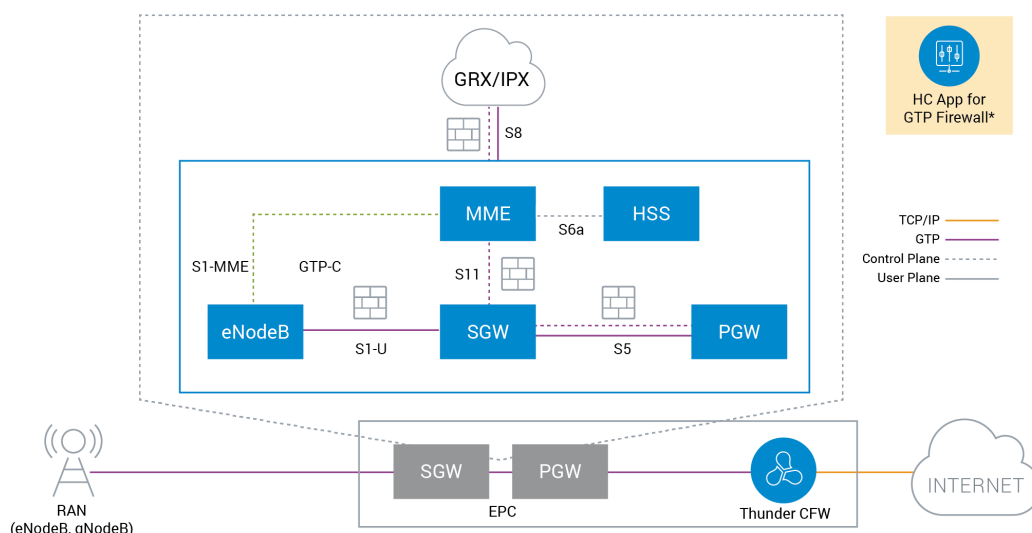 GRX/IPX
HC App for
GTP Firewall*
S8
MME
HSS
S6a
TCP/IP
GTP
Control Plane
User Plane
S1-MME
GTP-C
S11
eNodeB
SGW
PGW
S1-U
S5
SGW
PGW
INTERNET
EPC
Thunder CFW
RAN
(eNodeB, gNodeB)